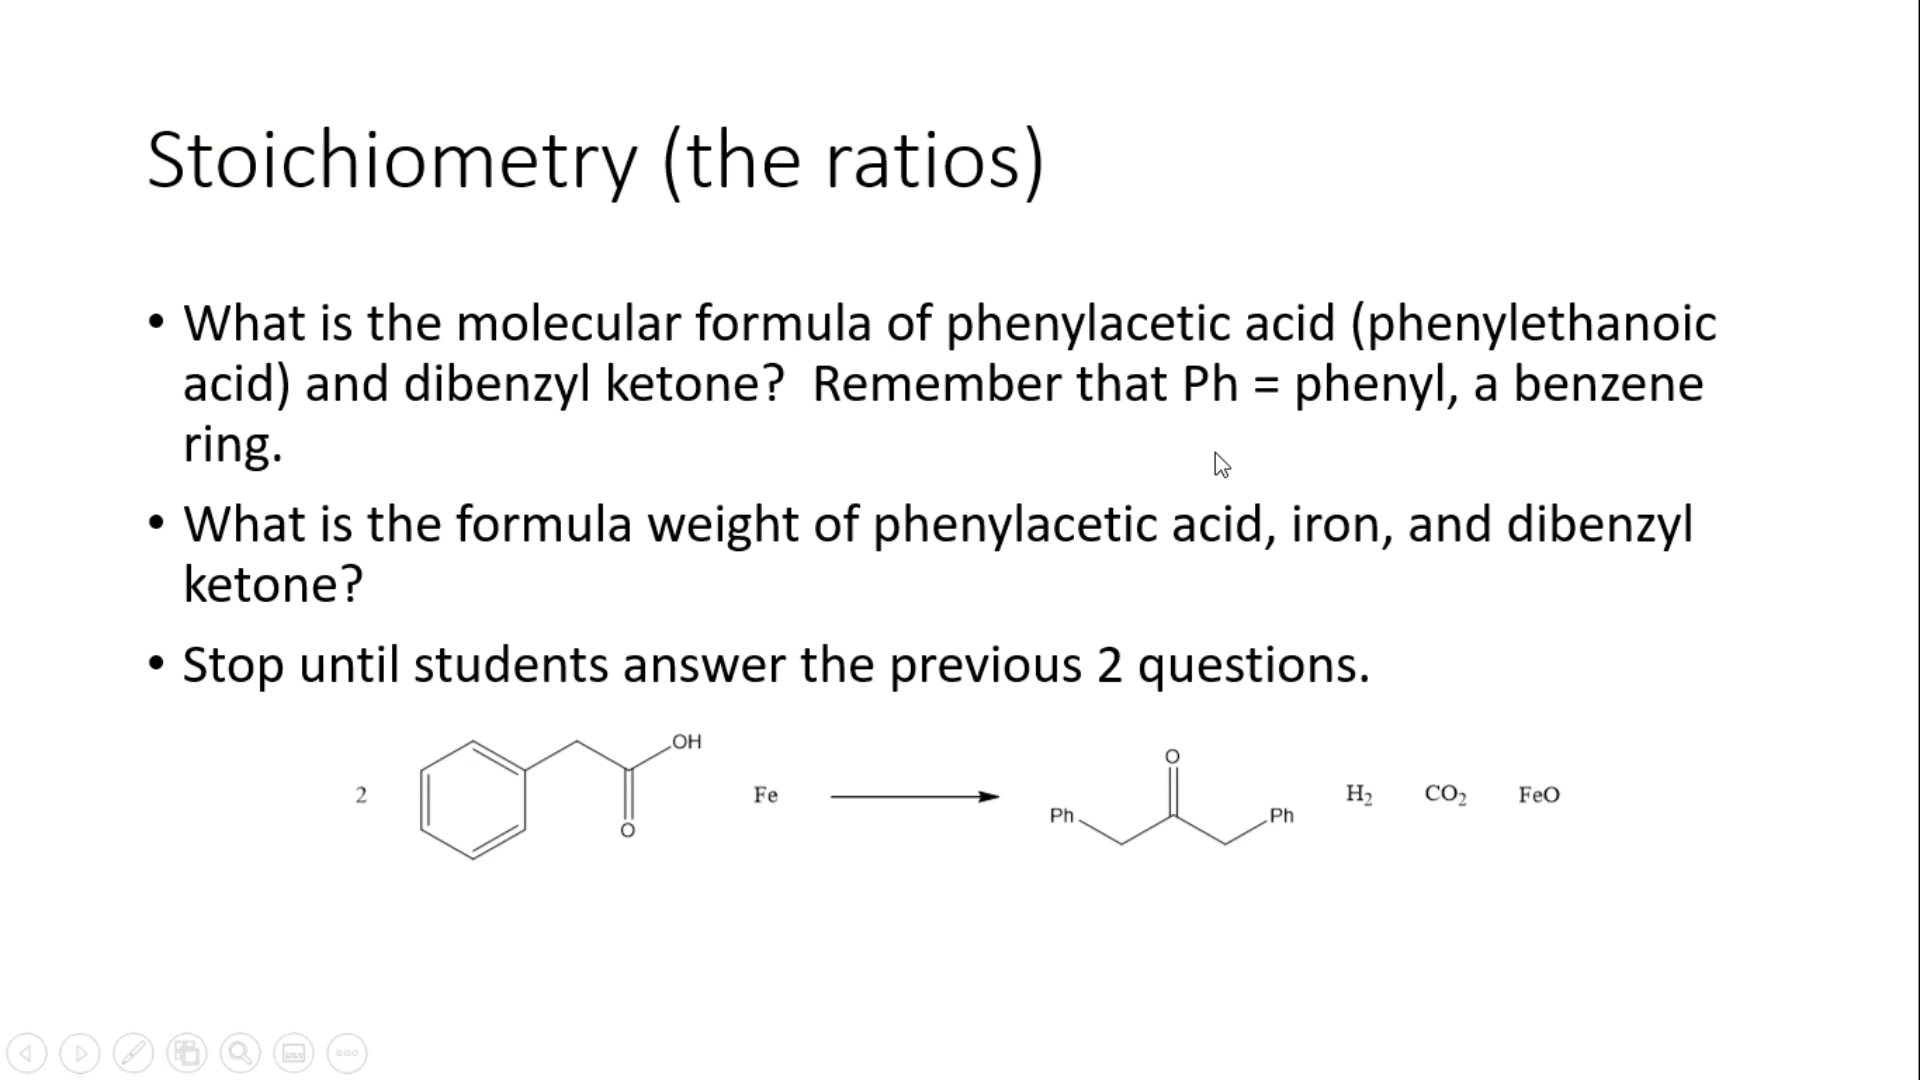 Stoichiometry (the ratios)
• What is the molecular formula of phenylacetic acid (phenylethanoic
acid) and dibenzyl ketone?  Remember that Ph = phenyl, a benzene
ring.
• What is the formula weight of phenylacetic acid, iron, and dibenzyl
ketone?
• Stop until students answer the previous 2 questions.
2 OH O Fe Ph O Ph H₂ CO₂ FeO